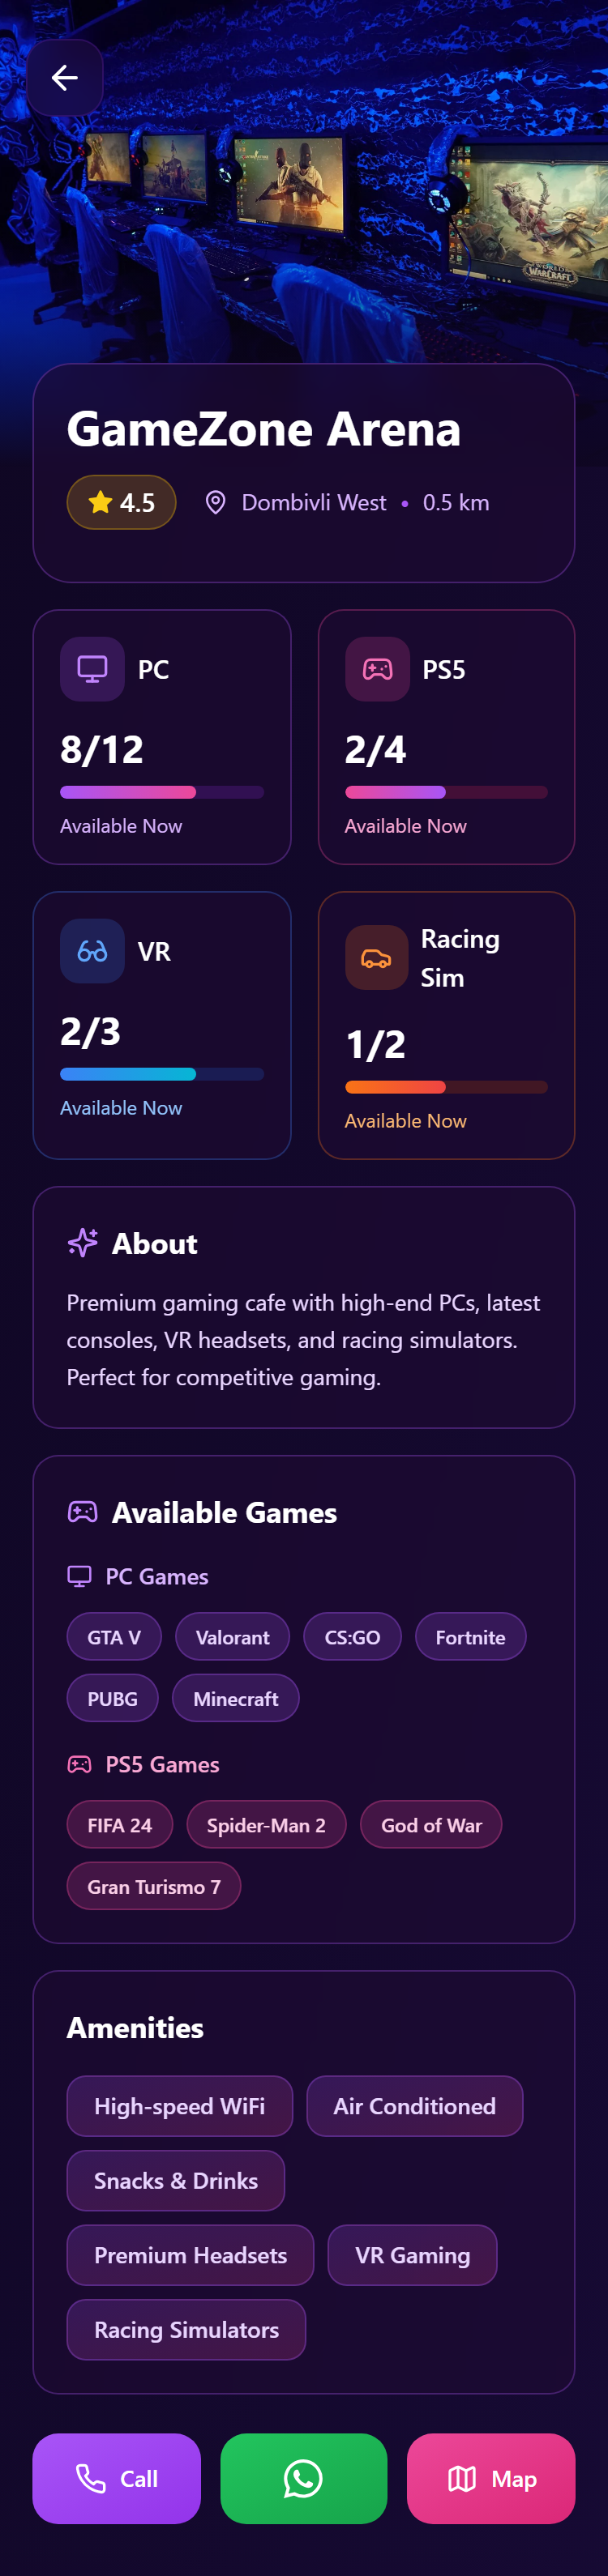 WORLD
WARCRAFT
GameZone Arena
4.5 Dombivli West • 0.5 km
PC
8/12
Available Now
PS5
2/4
Available Now
VR
2/3
Available Now
Racing
Sim
1/2
Available Now
About
Premium gaming cafe with high-end PCs, latest
consoles, VR headsets, and racing simulators.
Perfect for competitive gaming.
Available Games
PC Games
GTA V Valorant CS:GO Fortnite
PUBG Minecraft
PS5 Games
FIFA 24 Spider-Man 2 God of War
Gran Turismo 7
Amenities
High-speed WiFi Air Conditioned
Snacks & Drinks
Premium Headsets VR Gaming
Racing Simulators
Call Map